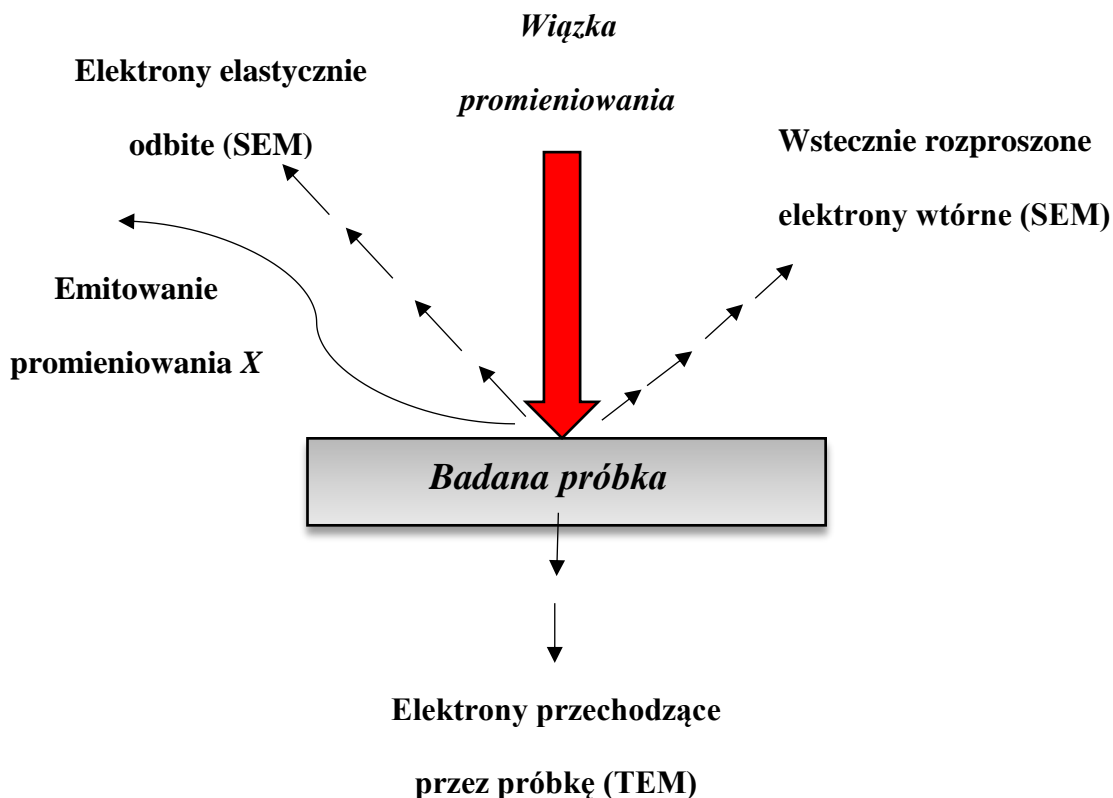 Wiązka
promieniowania
Elektrony elastycznie
odbite (SEM)
Wstecznie rozproszone
elektrony wtórne (SEM)
Emitowanie
promieniowania X
Badana próbka
Elektrony przechodzące
przez próbkę (TEM)